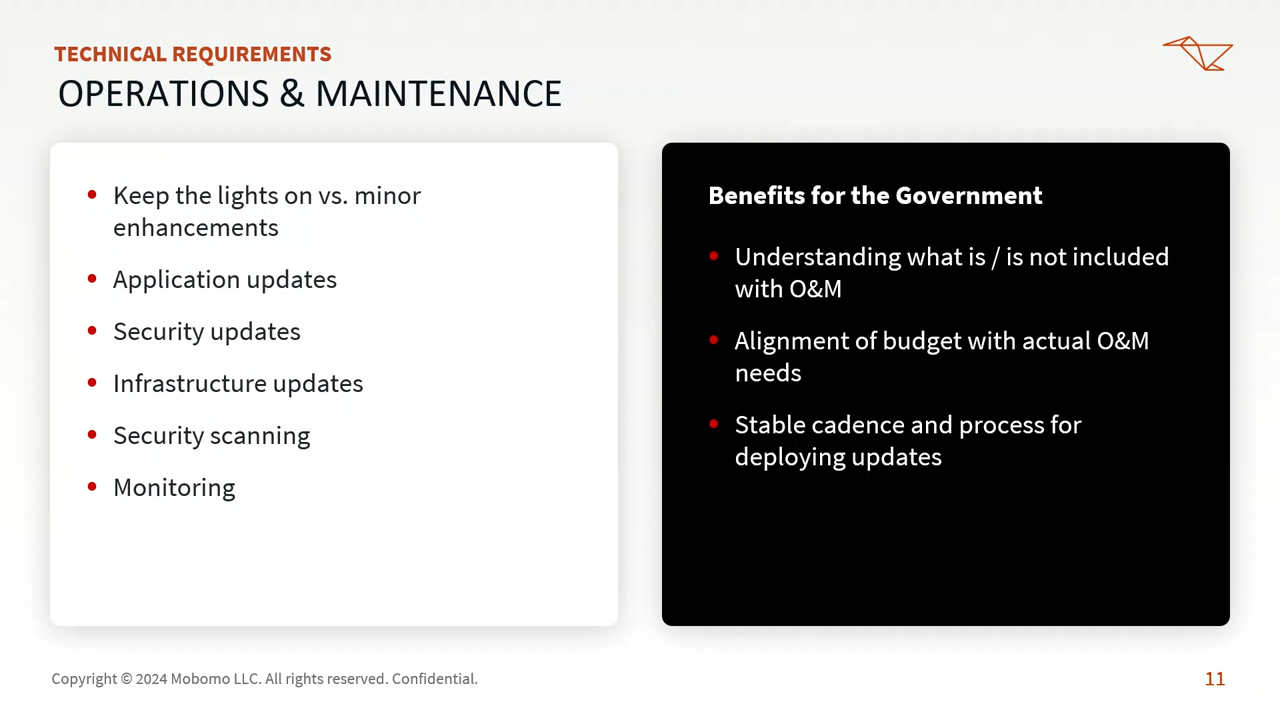 TECHNICAL REQUIREMENTS
OPERATIONS & MAINTENANCE
• Keep the lights on vs. minor
enhancements
• Application updates
• Security updates
• Infrastructure updates
• Security scanning
• Monitoring
Benefits for the Government
• Understanding what is / is not included
with O&M
• Alignment of budget with actual O&M
needs
• Stable cadence and process for
deploying updates
Copyright © 2024 Mobomo LLC. All rights reserved. Confidential.
11